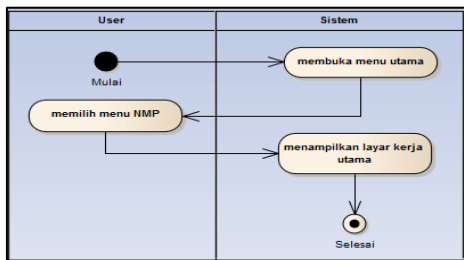 User
Sistem
membuka menu utama
Mulai
memilih menu NMP
menampilkan layar kerja
utama
Selesai